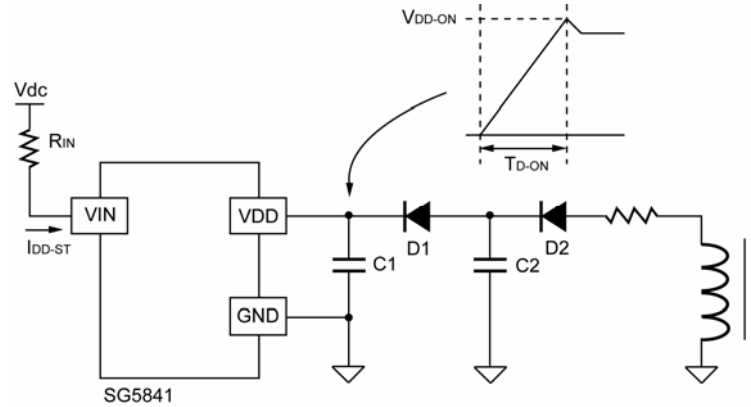 VDD-ON
TD-ON
Vdc
RIN
VIN
IDD-ST
VDD
GND
C1
D1
C2
D2
SG5841